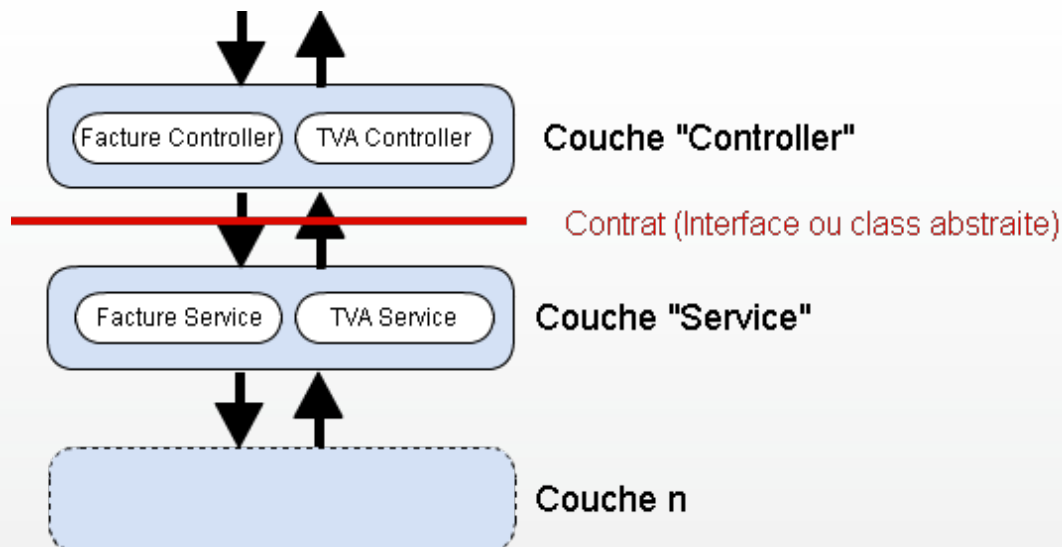 Facture Controller
TVA Controller
Couche "Controller"
Contrat (Interface ou class abstraite)
Facture Service
TVA Service
Couche "Service"
Couche n